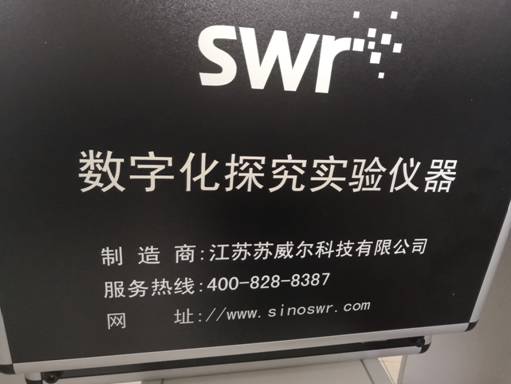 swr
数字化探究实验仪器
制造商:江苏苏威尔科技有限公司
服务热线:400-828-8387
网址://www.sinoswr.com